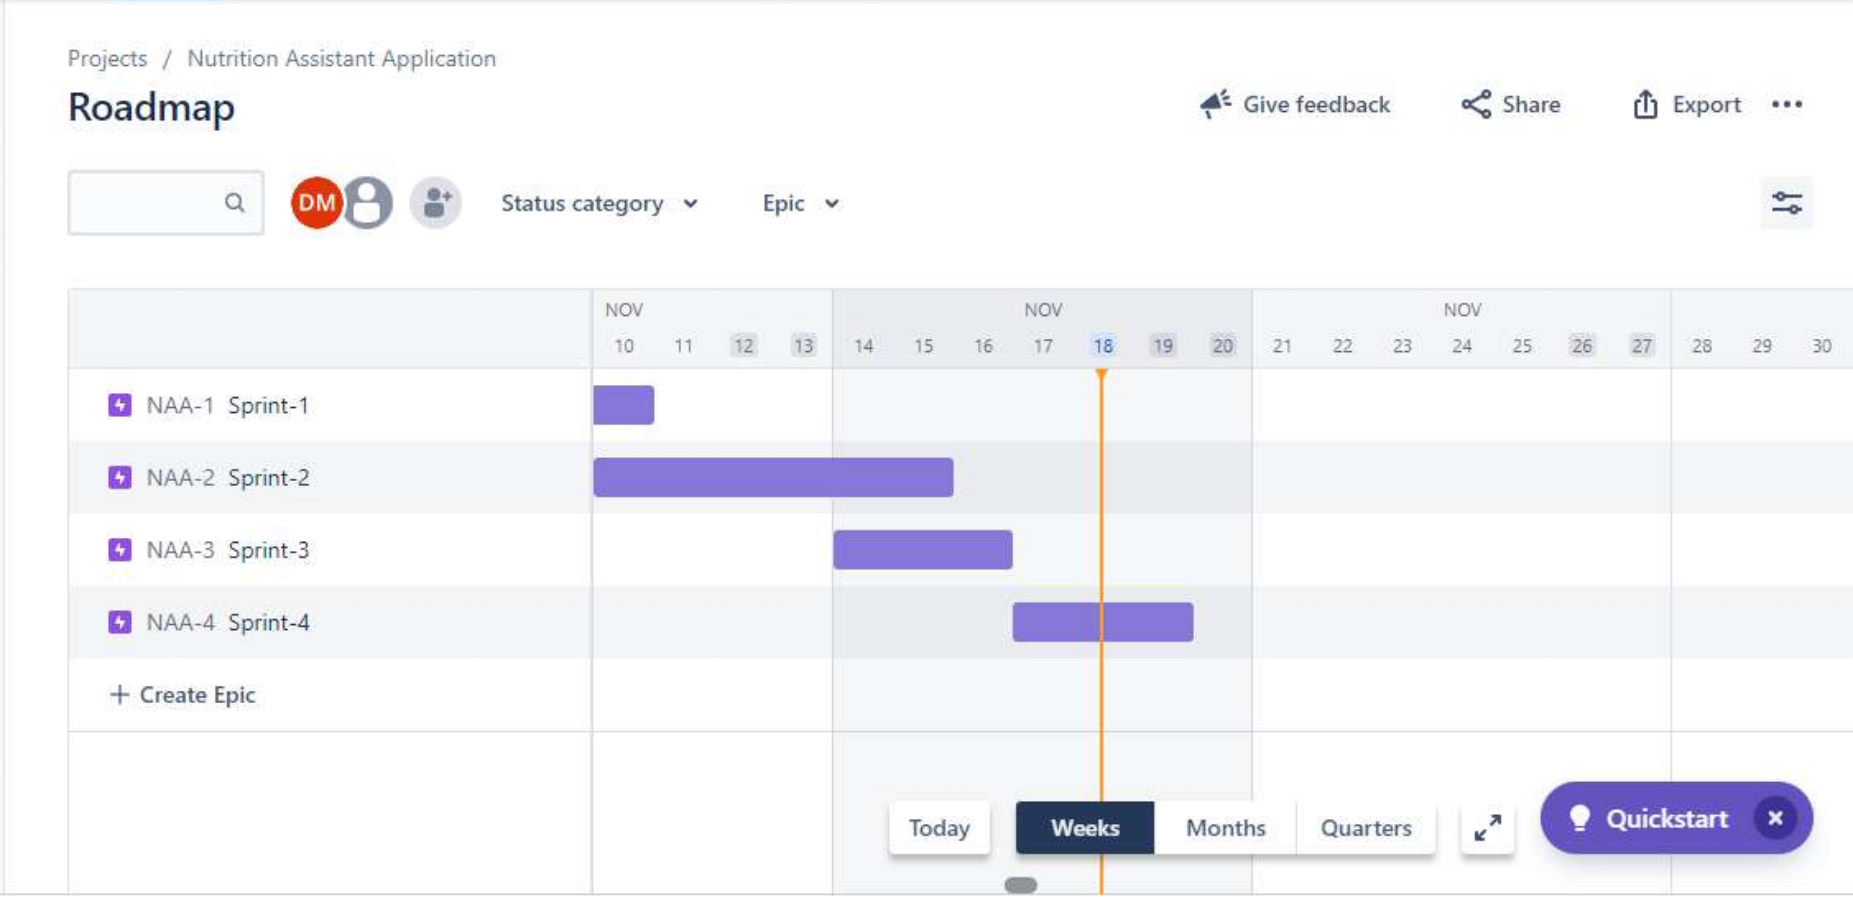 Projects / Nutrition Assistant Application
Roadmap
Give feedback Share Export
DM Status category Epic
NOV NOV NOV
10 11 12 13 14 15 16 17 18 19 20 21 22 23 24 25 26 27 28 29 30
NAA-1 Sprint-1
NAA-2 Sprint-2
NAA-3 Sprint-3
NAA-4 Sprint-4
+ Create Epic
Today Weeks Months Quarters Quickstart